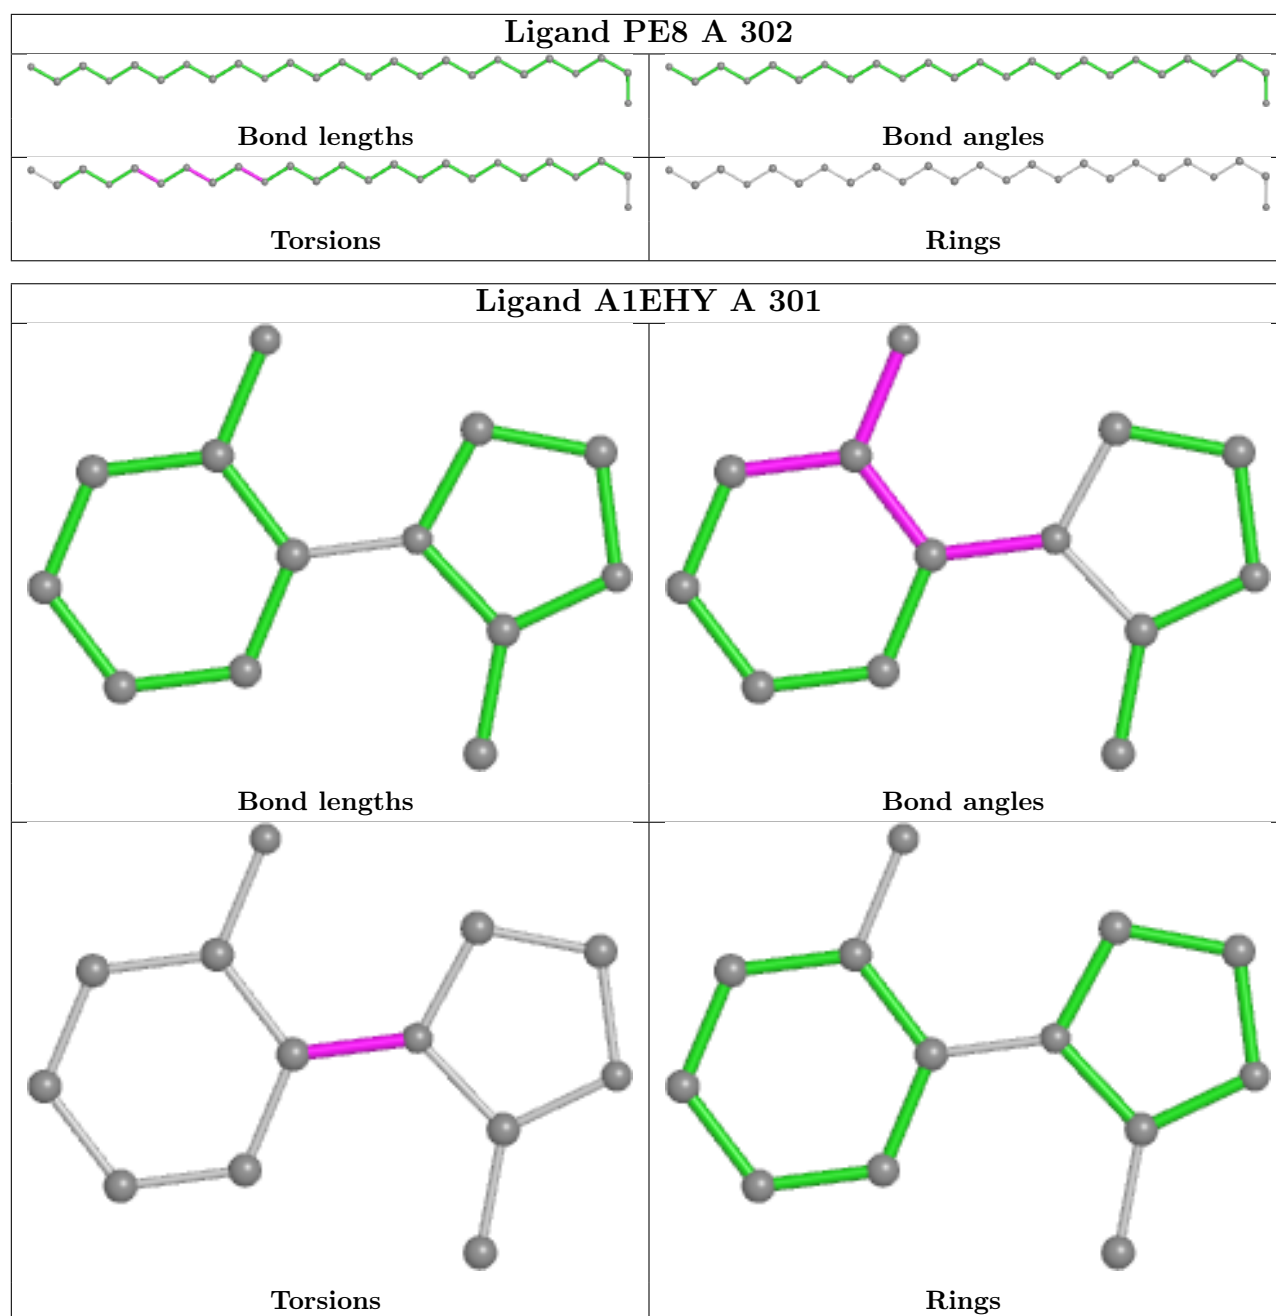 Ligand PE8 A 302
Bond lengths
Bond angles
Torsions
Rings
Ligand A1EHY A 301
Bond lengths
Bond angles
Torsions
Rings